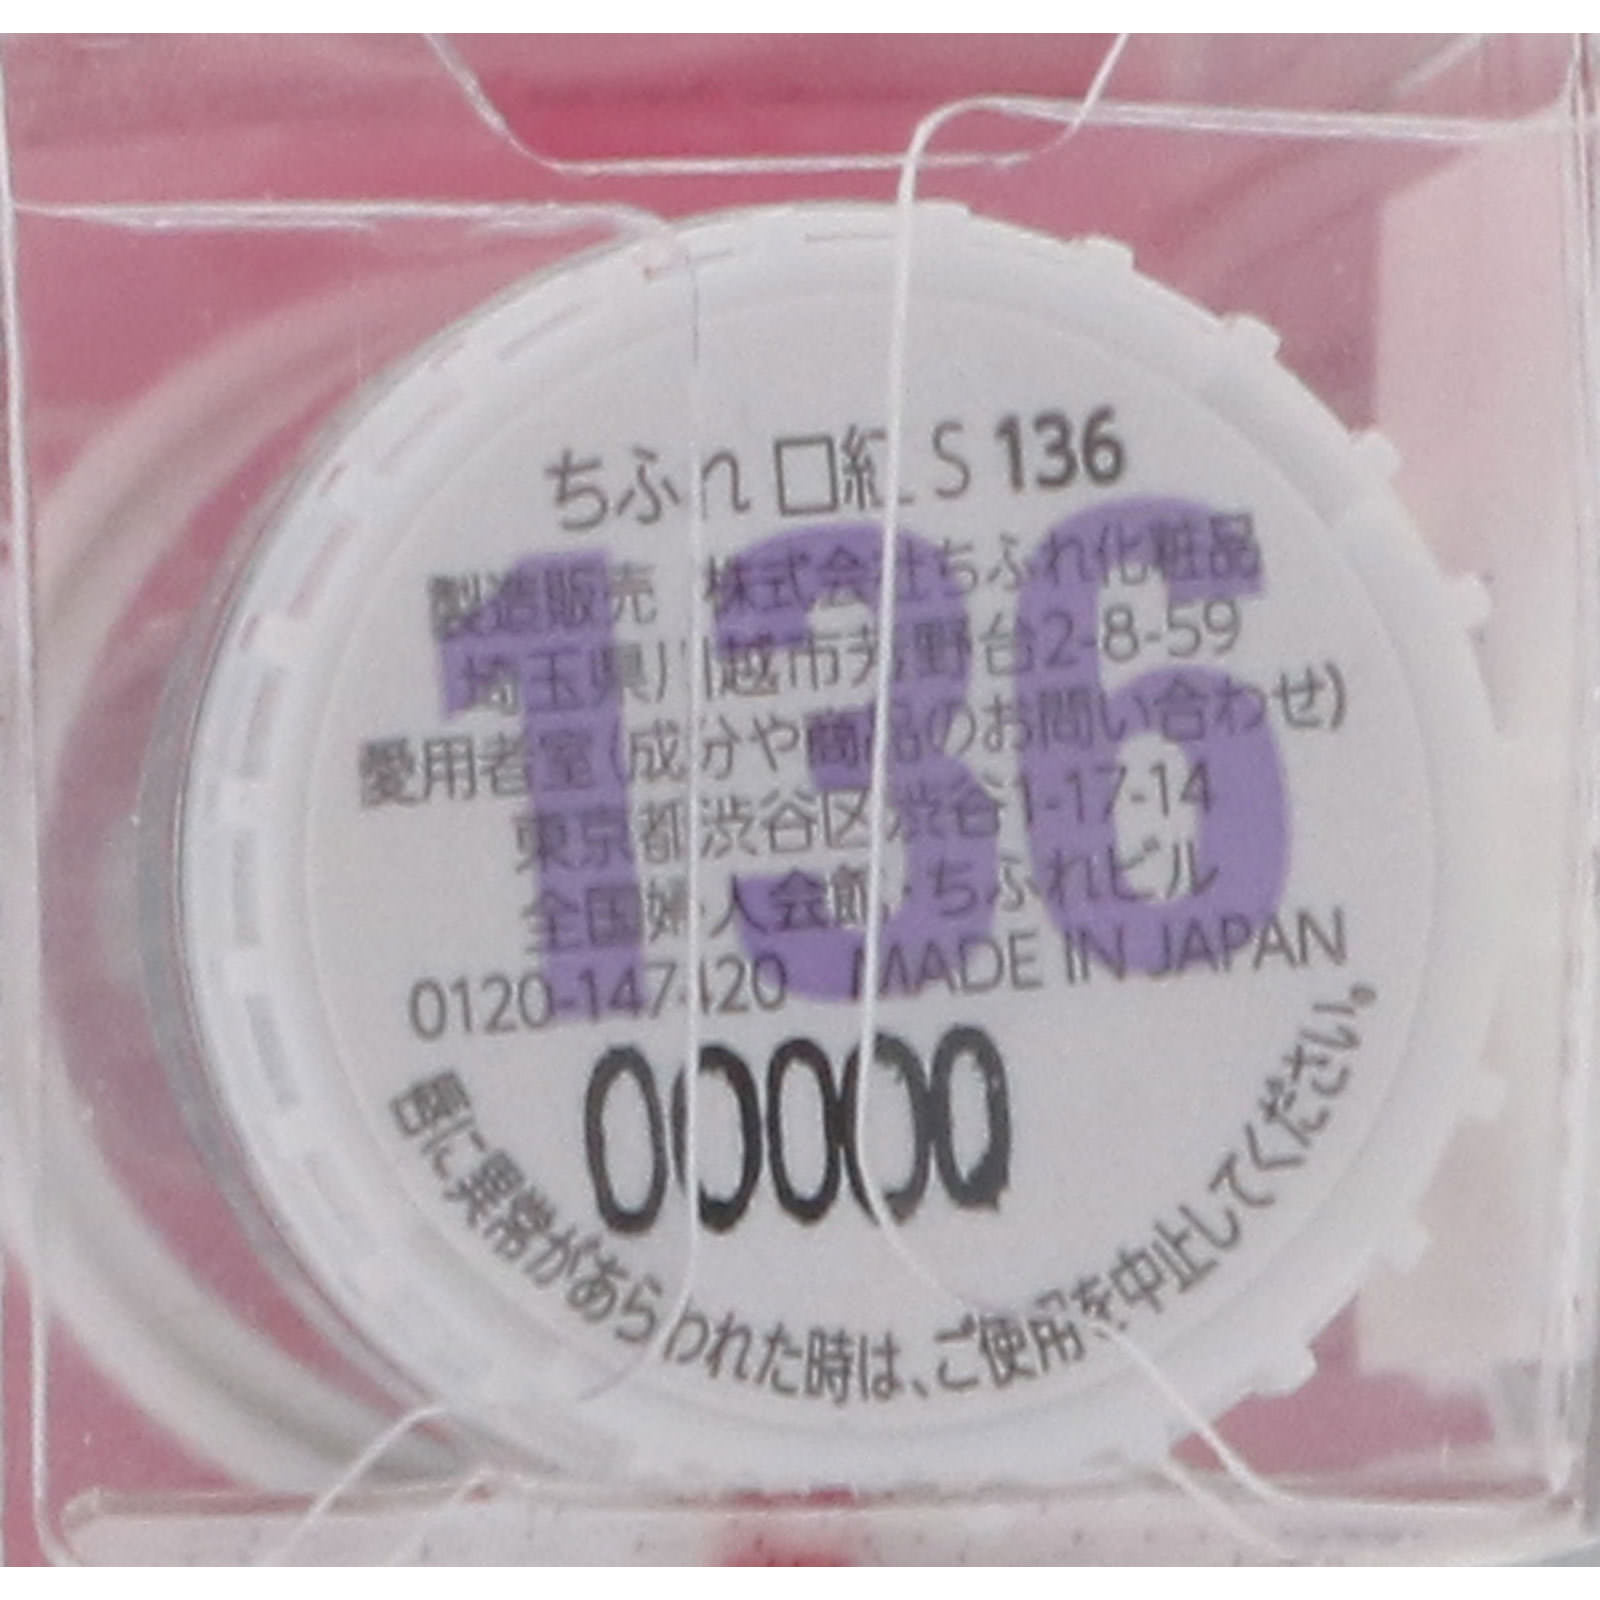 ちふれ 口紅 S 136
136
製造販売 株式会社ちふれ化粧品
埼玉県川越市芳野台2-8-59
愛用者室(成分や商品のお問い合わせ)
東京都渋谷区渋谷1-17-14
全国婦人会館・ちふれビル
0120-147420 MADE IN JAPAN
00000
唇に異常があらわれた時は、ご使用を中止してください。